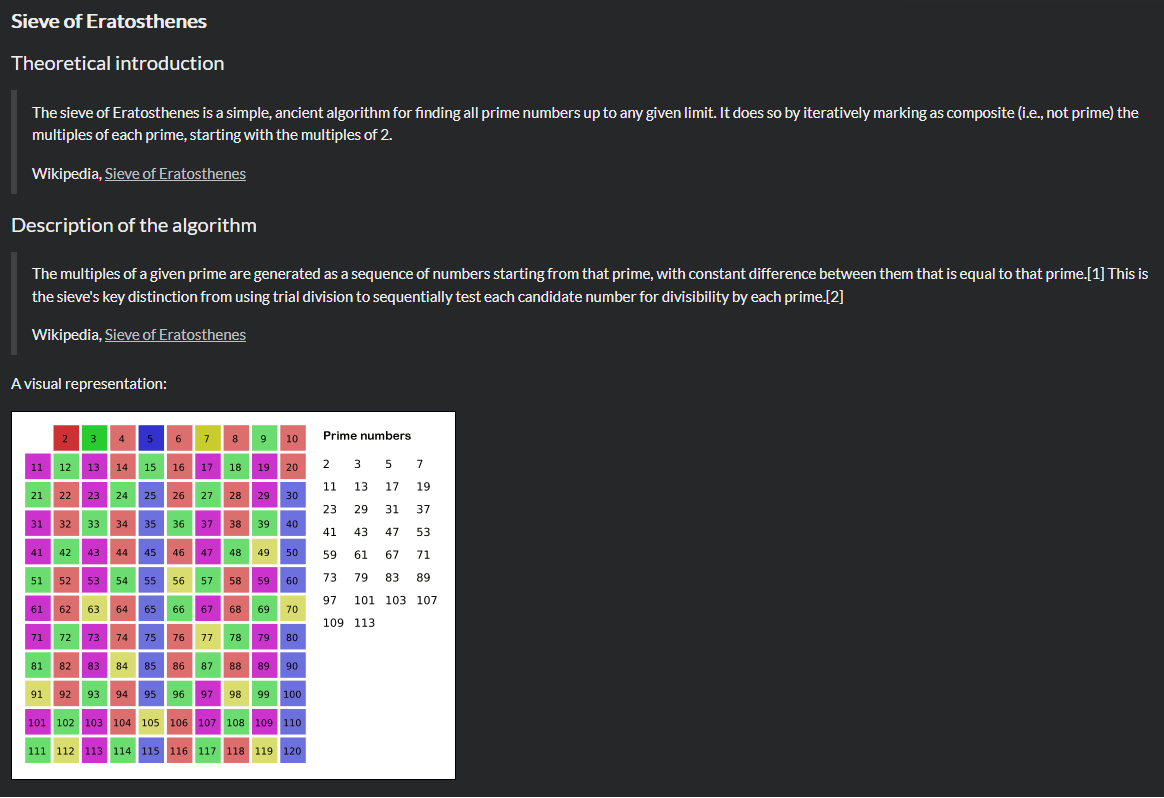 Sieve of Eratosthenes
Theoretical introduction
The sieve of Eratosthenes is a simple, ancient algorithm for finding all prime numbers up to any given limit. It does so by iteratively marking as composite (i.e., not prime) the
multiples of each prime, starting with the multiples of 2.
Wikipedia, Sieve of Eratosthenes
Description of the algorithm
The multiples of a given prime are generated as a sequence of numbers starting from that prime, with constant difference between them that is equal to that prime.[1] This is
the sieve's key distinction from using trial division to sequentially test each candidate number for divisibility by each prime.[2]
Wikipedia, Sieve of Eratosthenes
A visual representation:
2 3 4 5 6 7 8 9 10
11 12 13 14 15 16 17 18 19 20
21 22 23 24 25 26 27 28 29 30
31 32 33 34 35 36 37 38 39 40
41 42 43 44 45 46 47 48 49 50
51 52 53 54 55 56 57 58 59 60
61 62 63 64 65 66 67 68 69 70
71 72 73 74 75 76 77 78 79 80
81 82 83 84 85 86 87 88 89 90
91 92 93 94 95 96 97 98 99 100
101 102 103 104 105 106 107 108 109 110
111 112 113 114 115 116 117 118 119 120
Prime numbers
2 3 5 7
11 13 17 19
23 29 31 37
41 43 47 53
59 61 67 71
73 79 83 89
97 101 103 107
109 113